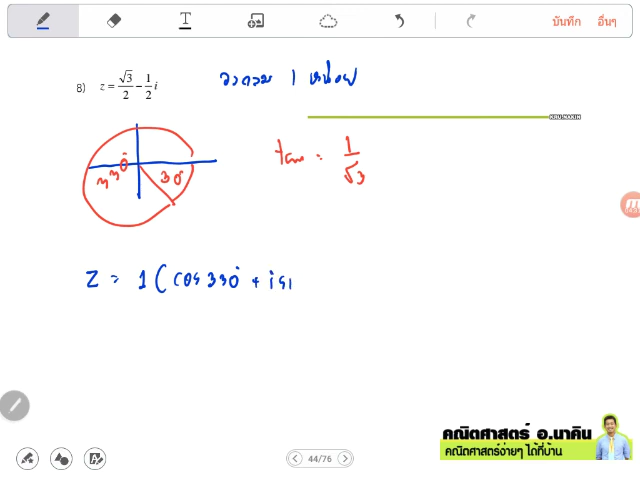 บันทึก อื่นๆ
8) z = √3/2 − 1/2 i
วงกลม 1 หน่วย
KRU NAKIN
tan = 1/√3
330°
30°
Z = 1 (cos 330° + isi
คณิตศาสตร์ อ.นาคิน
คณิตศาสตร์ง่ายๆ ได้ที่บ้าน
44/76